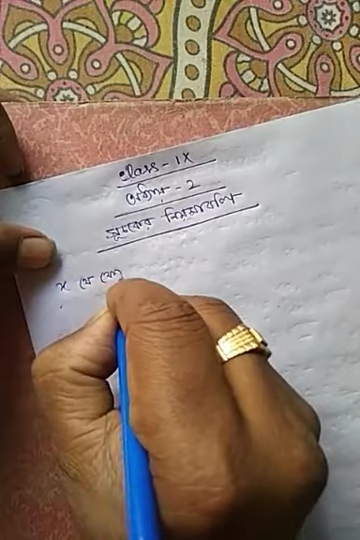 Class - IX
অধ্যায় - 2
সূচকের নিয়মাবলি
x যে কোন